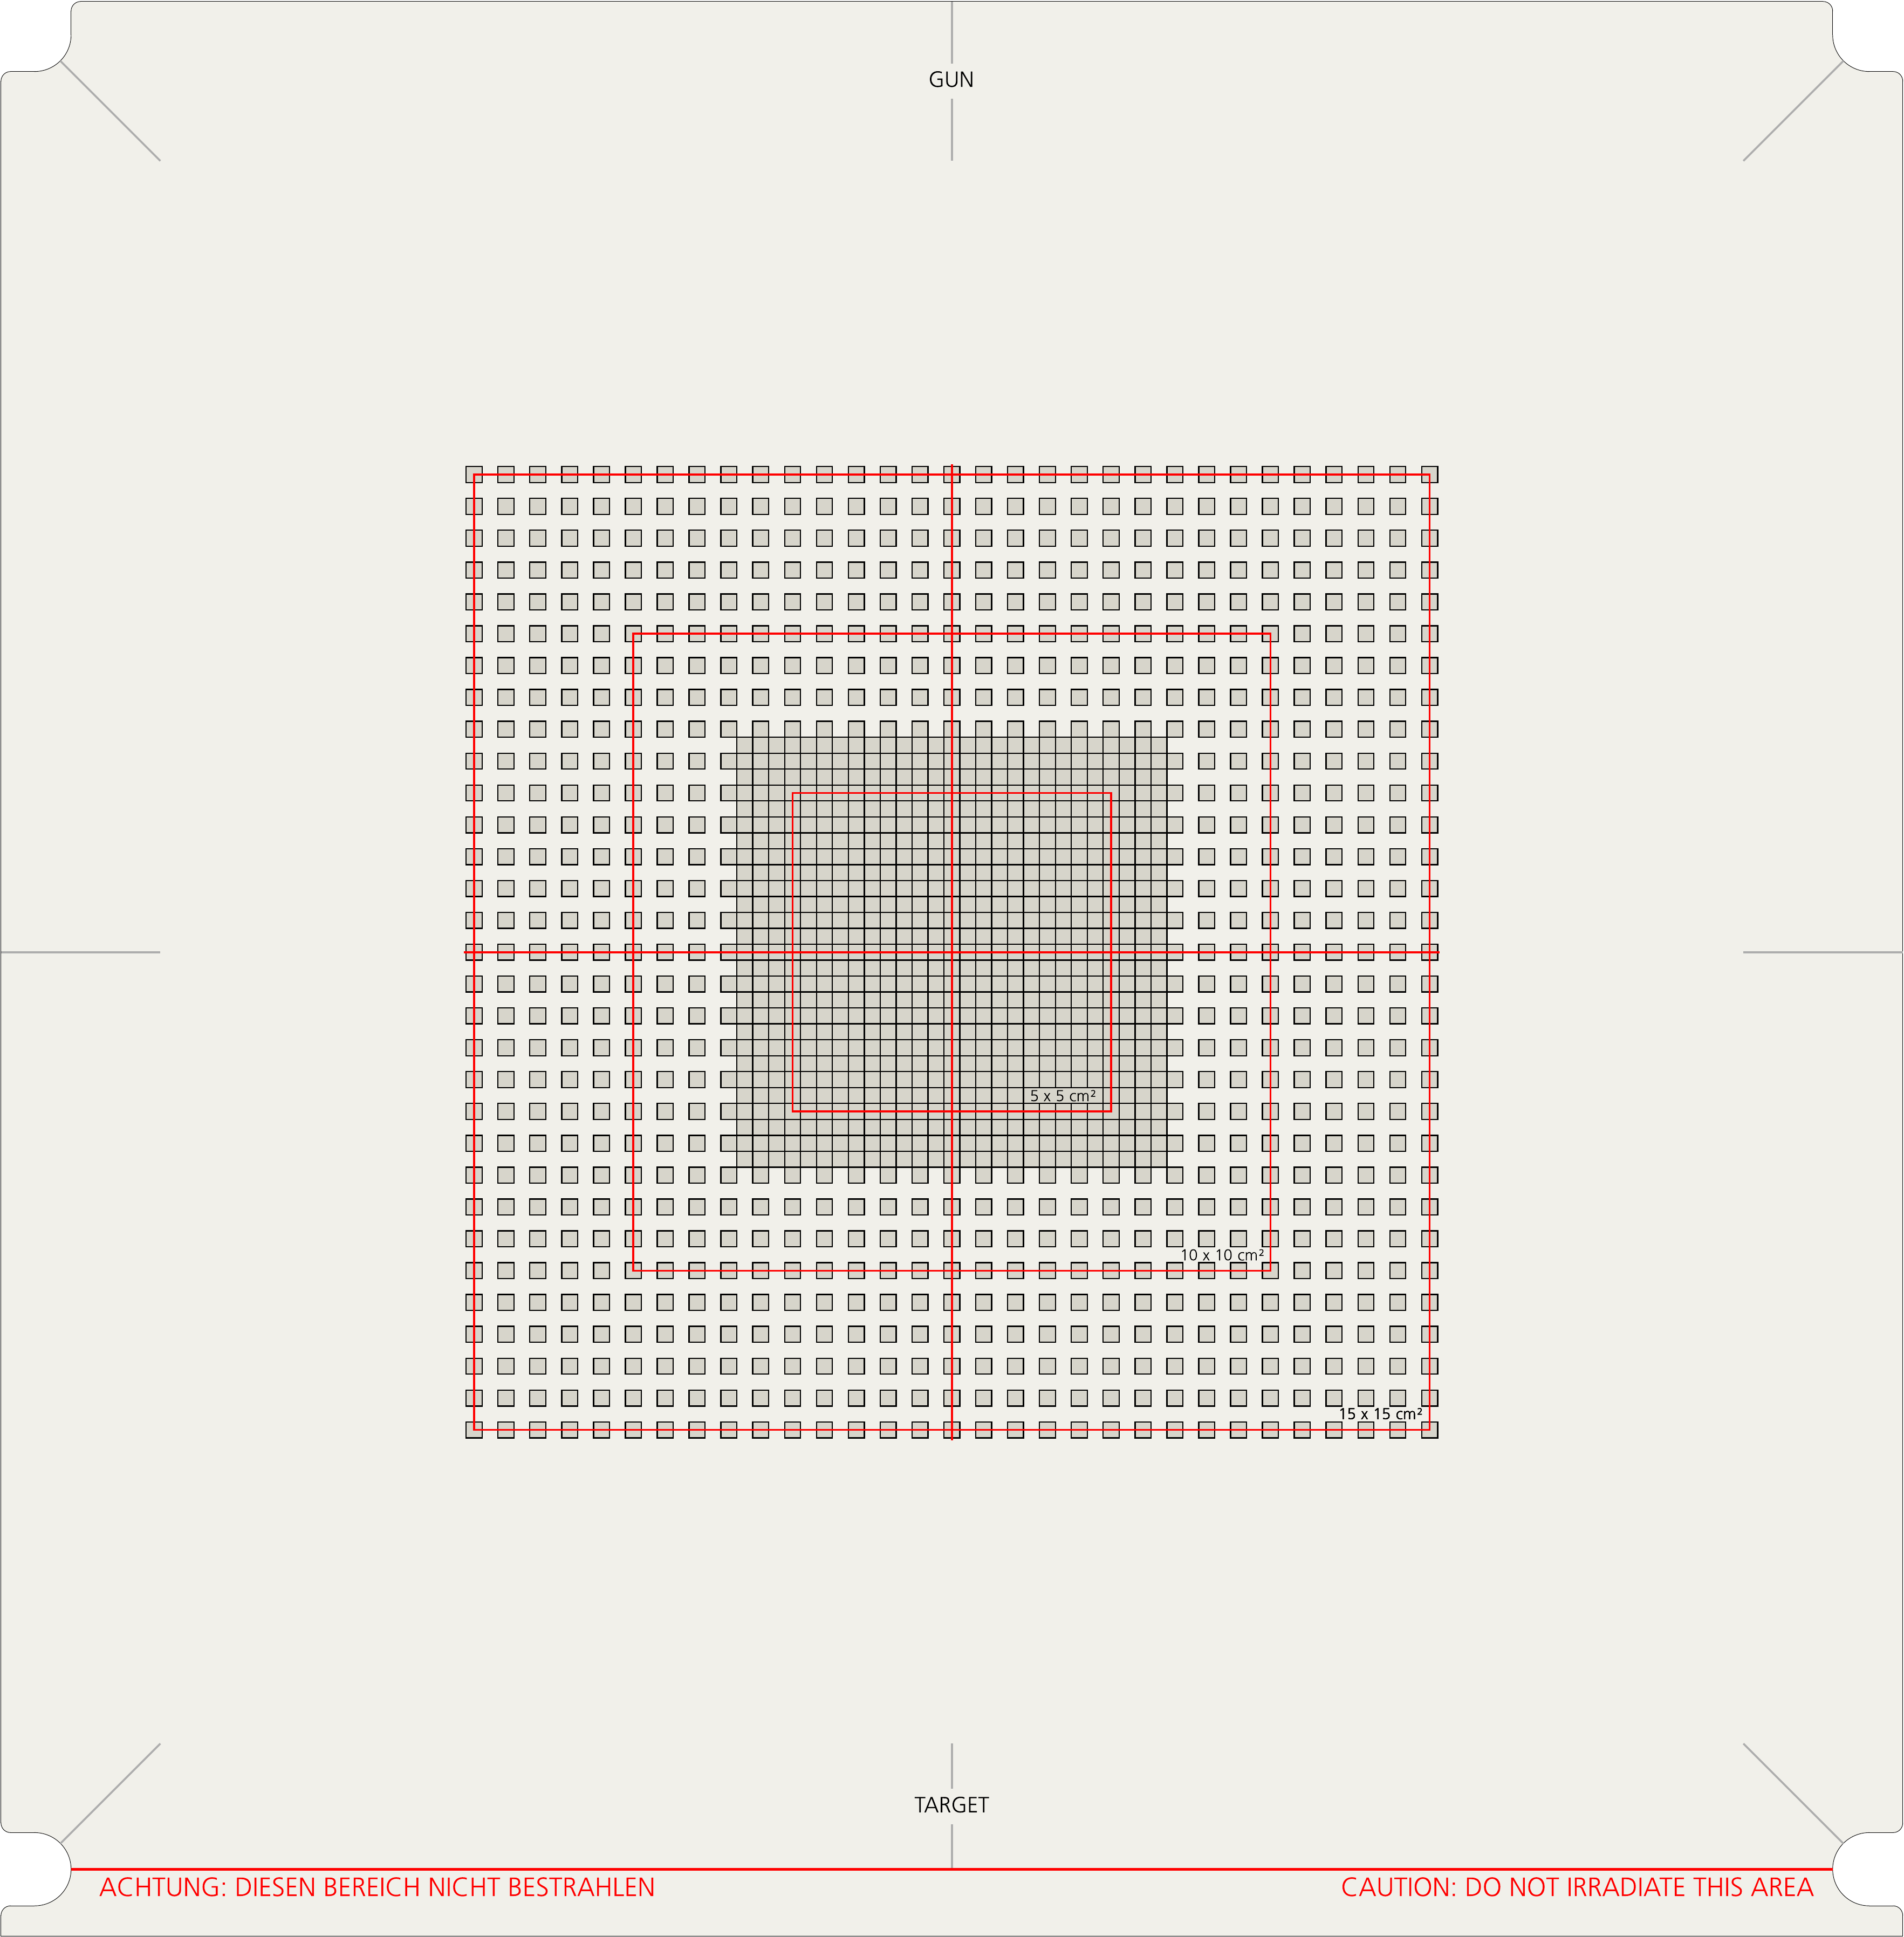 GUN
5 x 5 cm²
10 x 10 cm²
15 x 15 cm²
TARGET
ACHTUNG: DIESEN BEREICH NICHT BESTRAHLEN
CAUTION: DO NOT IRRADIATE THIS AREA